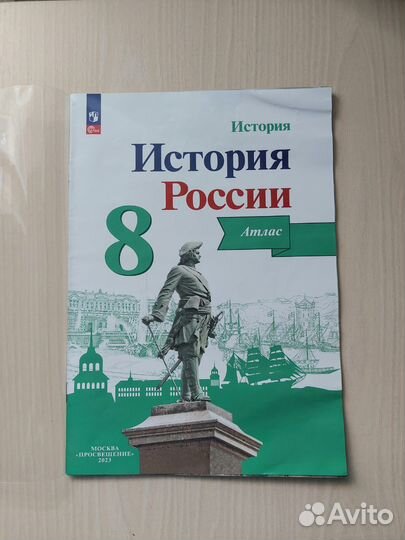 История
История
России
Атлас
8
МОСКВА
«ПРОСВЕЩЕНИЕ»
2023
Avito